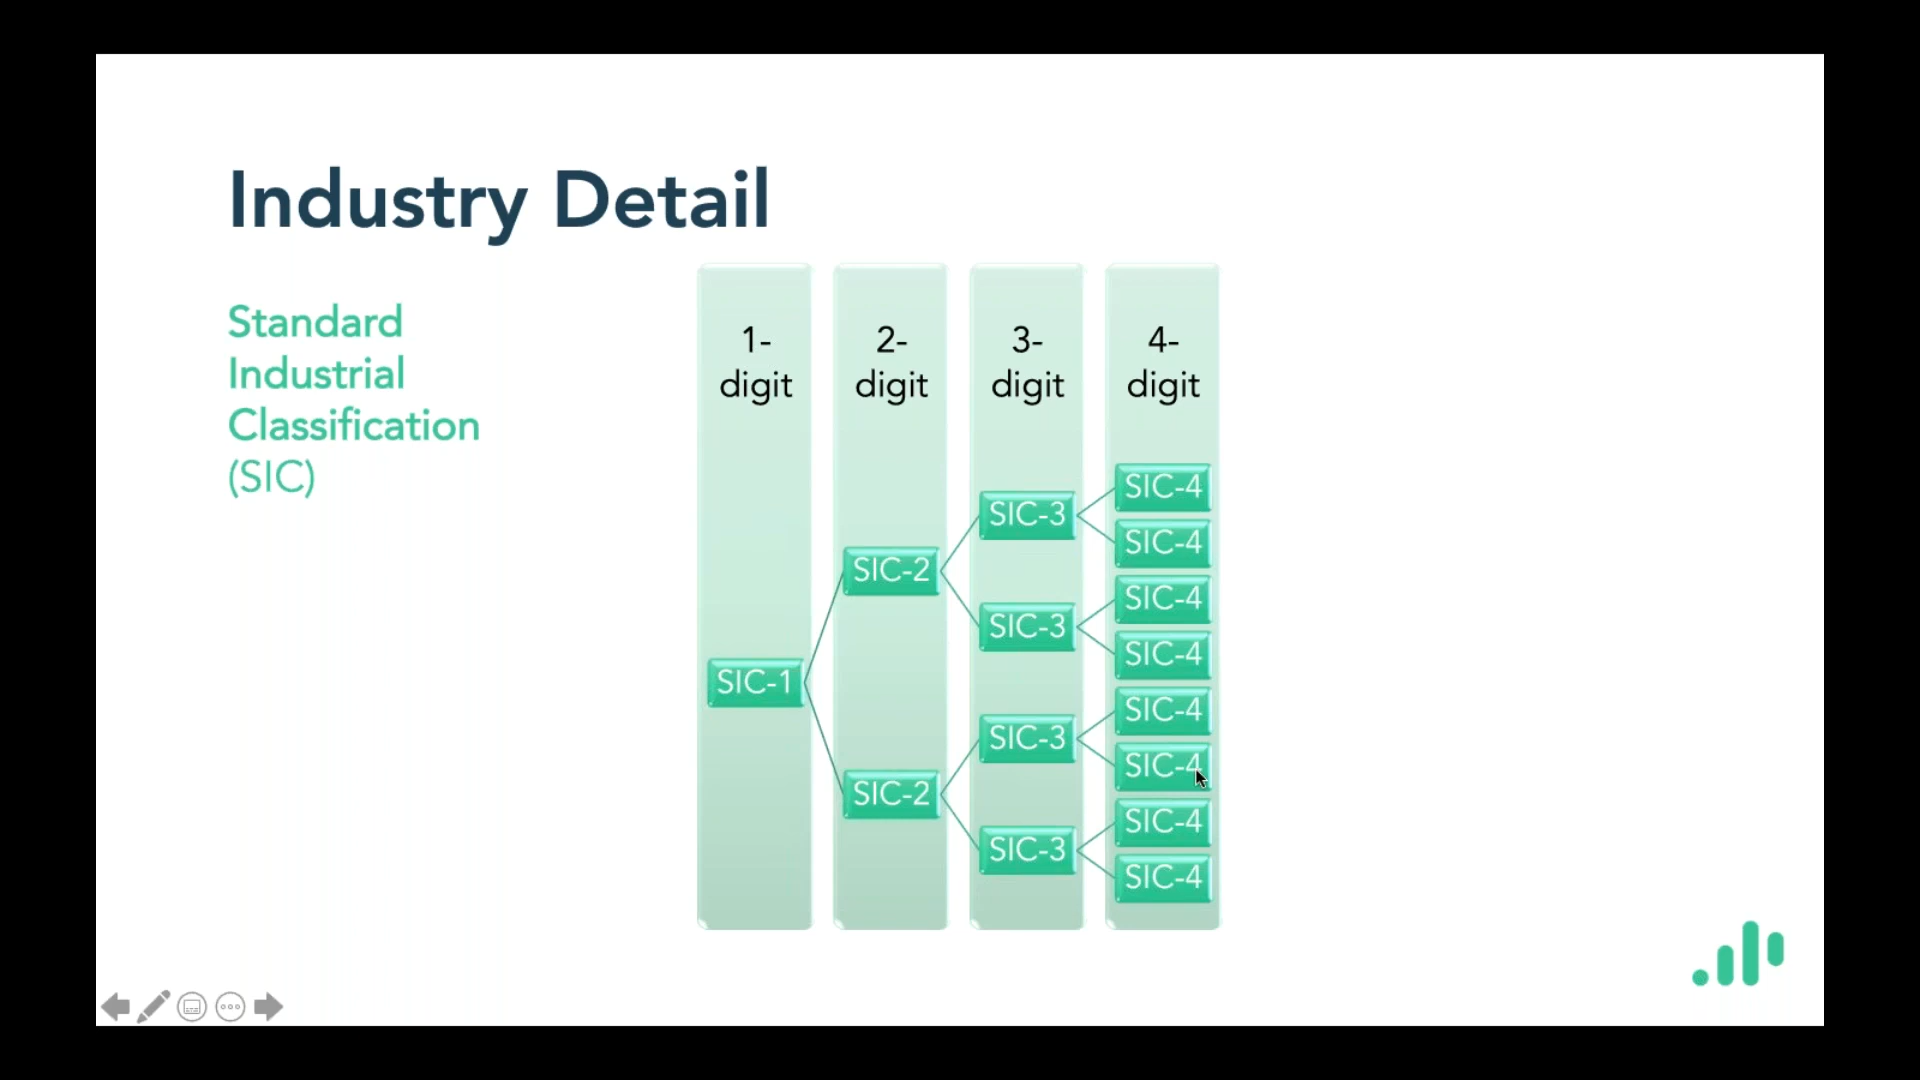 Industry Detail
Standard
Industrial
Classification
(SIC)
1-
digit
2-
digit
3-
digit
4-
digit
SIC-1
SIC-2
SIC-2
SIC-3
SIC-3
SIC-3
SIC-3
SIC-4
SIC-4
SIC-4
SIC-4
SIC-4
SIC-4
SIC-4
SIC-4